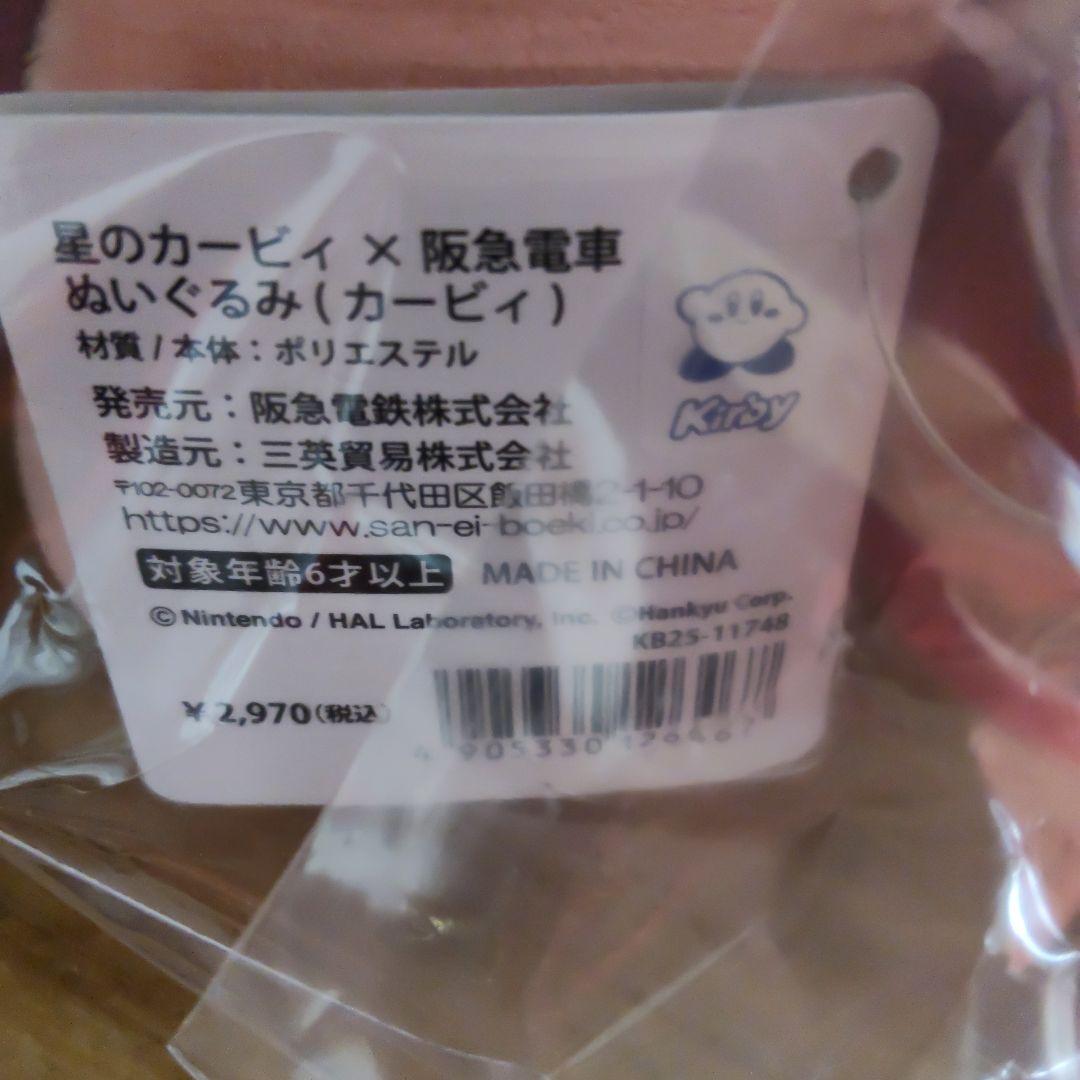 星のカービィ × 阪急電車
ぬいぐるみ(カービィ)
材質/本体:ポリエステル
発売元:阪急電鉄株式会社
製造元:三英貿易株式会社
〒102-0072東京都千代田区飯田橋2-1-10
https://www.san-ei-boeki.co.jp/
対象年齢6才以上 MADE IN CHINA
©Nintendo / HAL Laboratory, Inc. ©Hankyu Corp.
KB25-11748
¥2,970(税込)
4 905330
Kirby